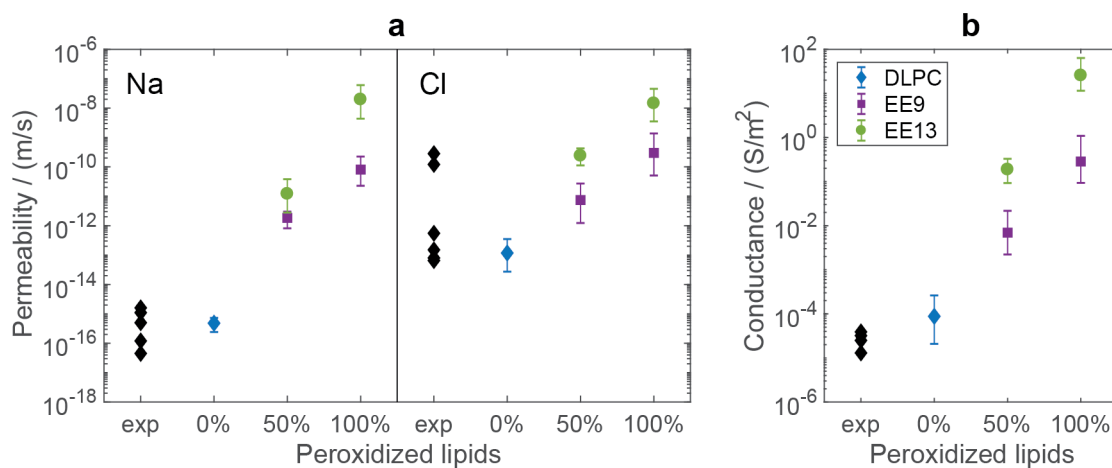 a
b
Permeability / (m/s)
10^-6
10^-8
10^-10
10^-12
10^-14
10^-16
10^-18
Na
Cl
exp
0%
50%
100%
exp
0%
50%
100%
Peroxidized lipids
Conductance / (S/m²)
10^2
10^0
10^-2
10^-4
10^-6
DLPC
EE9
EE13
exp
0%
50%
100%
Peroxidized lipids